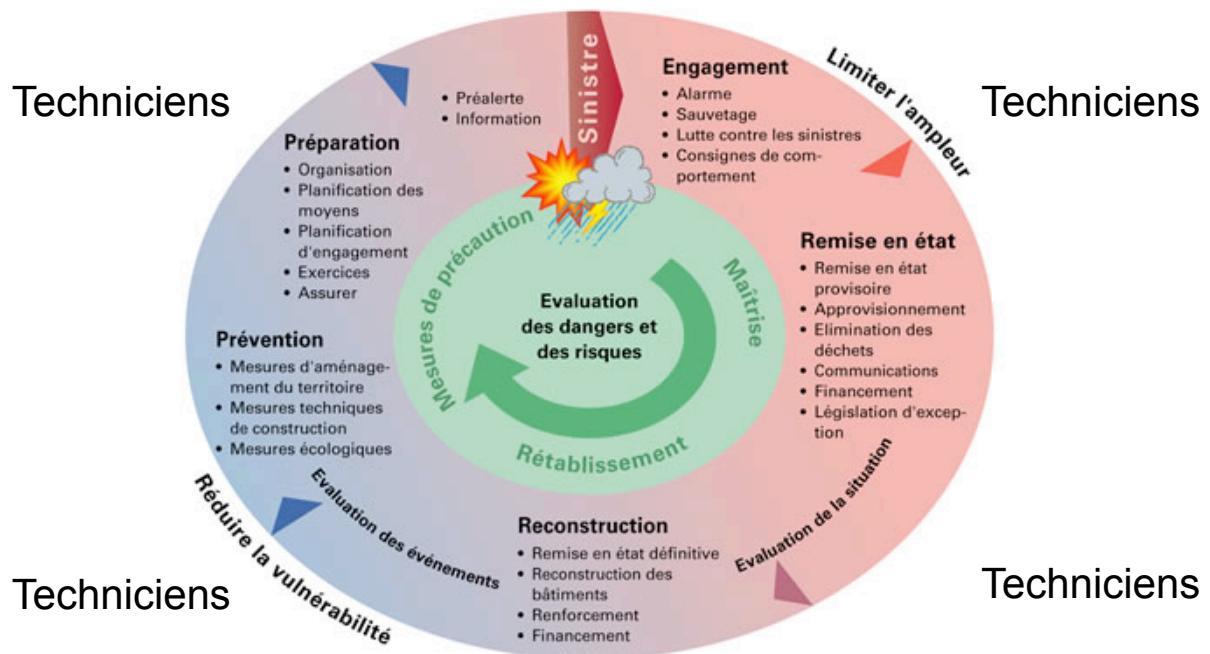 Techniciens
Techniciens
Sinistre
Engagement
• Alarme
• Sauvetage
• Lutte contre les sinistres
• Consignes de com-
portement
Limiter l'ampleur
• Préalerte
• Information
Préparation
• Organisation
• Planification des
moyens
• Planification
d'engagement
• Exercices
• Assurer
Remise en état
• Remise en état
provisoire
• Approvisionnement
• Elimination des
déchets
• Communications
• Financement
• Législation d'excep-
tion
Mesures de précaution
Maîtrise
Rétablissement
Evaluation
des dangers et
des risques
Prévention
• Mesures d'aménage-
ment du territoire
• Mesures techniques
de construction
• Mesures écologiques
Evaluation de la situation
Evaluation des événements
Réduire la vulnérabilité
Reconstruction
• Remise en état définitive
• Reconstruction des
bâtiments
• Renforcement
• Financement
Techniciens
Techniciens